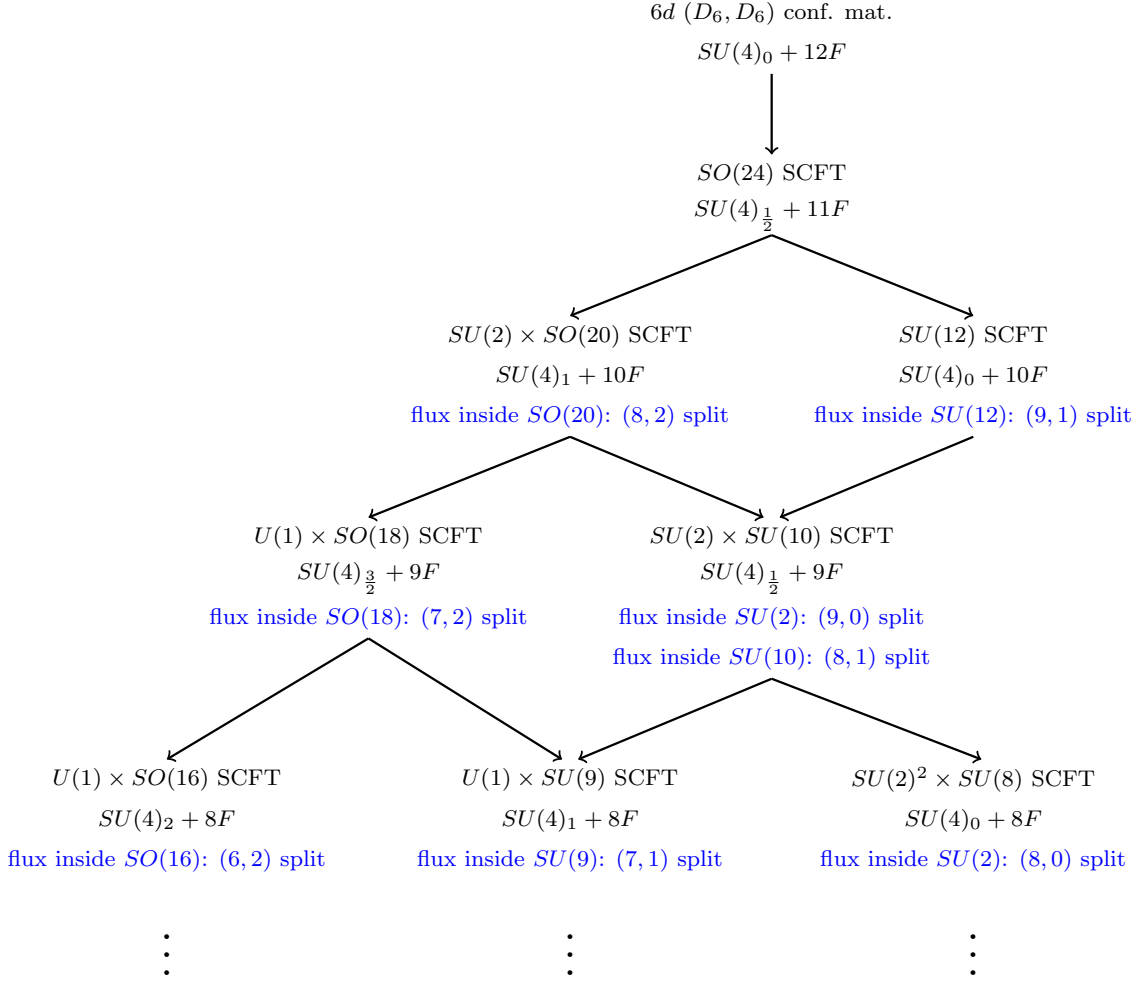 6d (D_6, D_6) conf. mat.
SU(4)_0 + 12F
SO(24) SCFT
SU(4)_{\frac{1}{2}} + 11F
SU(2) × SO(20) SCFT
SU(12) SCFT
SU(4)_1 + 10F
SU(4)_0 + 10F
flux inside SO(20): (8, 2) split
flux inside SU(12): (9, 1) split
U(1) × SO(18) SCFT
SU(2) × SU(10) SCFT
SU(4)_{\frac{3}{2}} + 9F
SU(4)_{\frac{1}{2}} + 9F
flux inside SO(18): (7, 2) split
flux inside SU(2): (9, 0) split
flux inside SU(10): (8, 1) split
U(1) × SO(16) SCFT
U(1) × SU(9) SCFT
SU(2)^2 × SU(8) SCFT
SU(4)_2 + 8F
SU(4)_1 + 8F
SU(4)_0 + 8F
flux inside SO(16): (6, 2) split
flux inside SU(9): (7, 1) split
flux inside SU(2): (8, 0) split